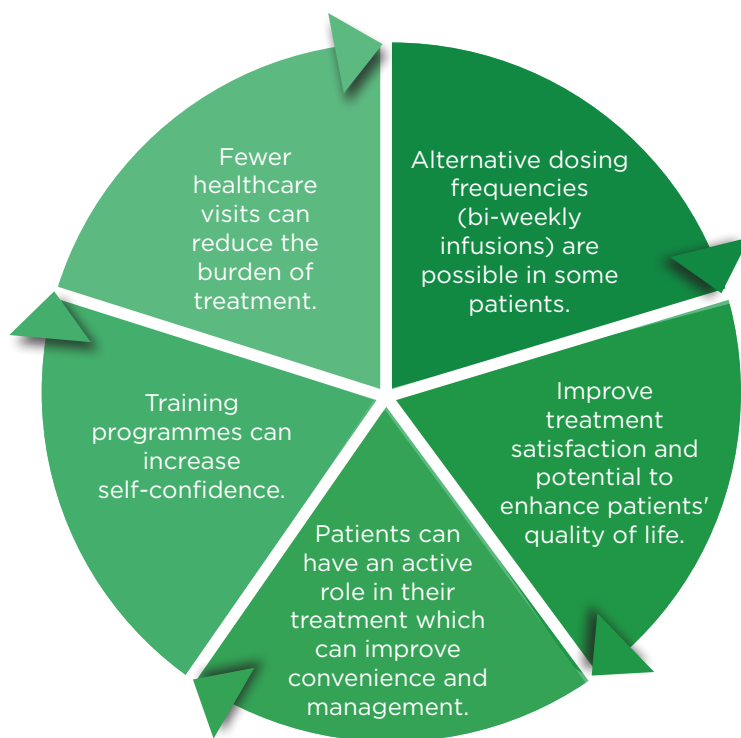 Alternative dosing
frequencies
(bi-weekly
infusions) are
possible in some
patients.
Improve
treatment
satisfaction and
potential to
enhance patients'
quality of life.
Patients can
have an active
role in their
treatment which
can improve
convenience and
management.
Training
programmes can
increase
self-confidence.
Fewer
healthcare
visits can
reduce the
burden of
treatment.